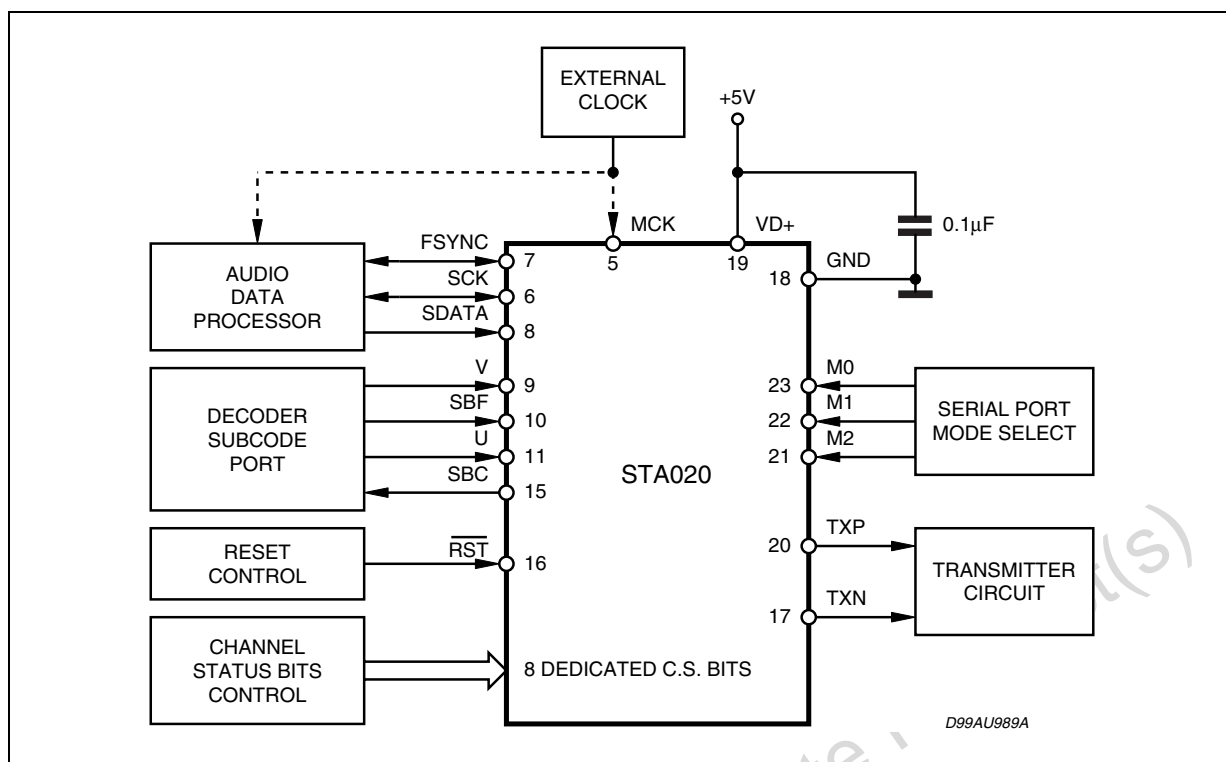 EXTERNAL
CLOCK
+5V
MCK
VD+
0.1μF
5
19
GND
18
AUDIO
DATA
PROCESSOR
FSYNC
7
SCK
6
SDATA
8
DECODER
SUBCODE
PORT
V
9
SBF
10
U
11
SBC
15
STA020
M0
23
M1
22
M2
21
SERIAL PORT
MODE SELECT
RESET
CONTROL
RST
16
TXP
20
TXN
17
TRANSMITTER
CIRCUIT
CHANNEL
STATUS BITS
CONTROL
8 DEDICATED C.S. BITS
D99AU989A